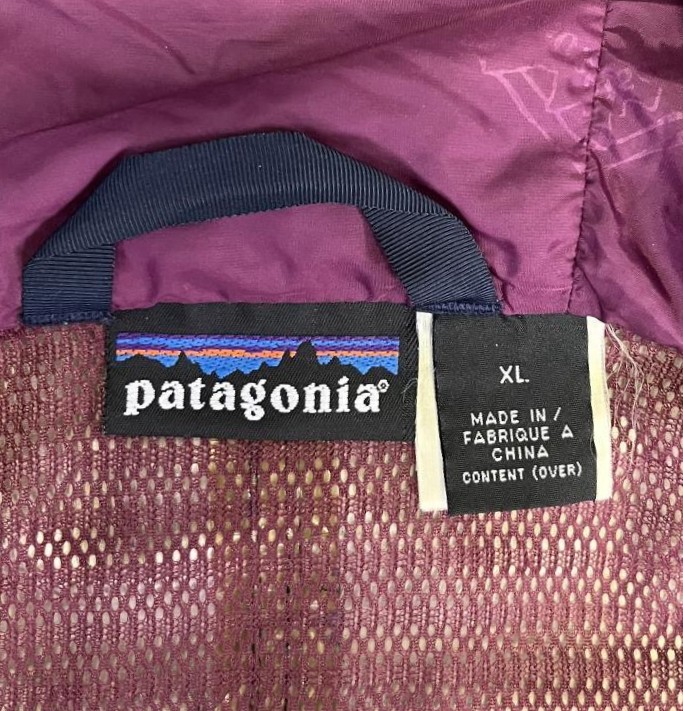 patagonia®
XL.
MADE IN /
FABRIQUE A
CHINA
CONTENT (OVER)